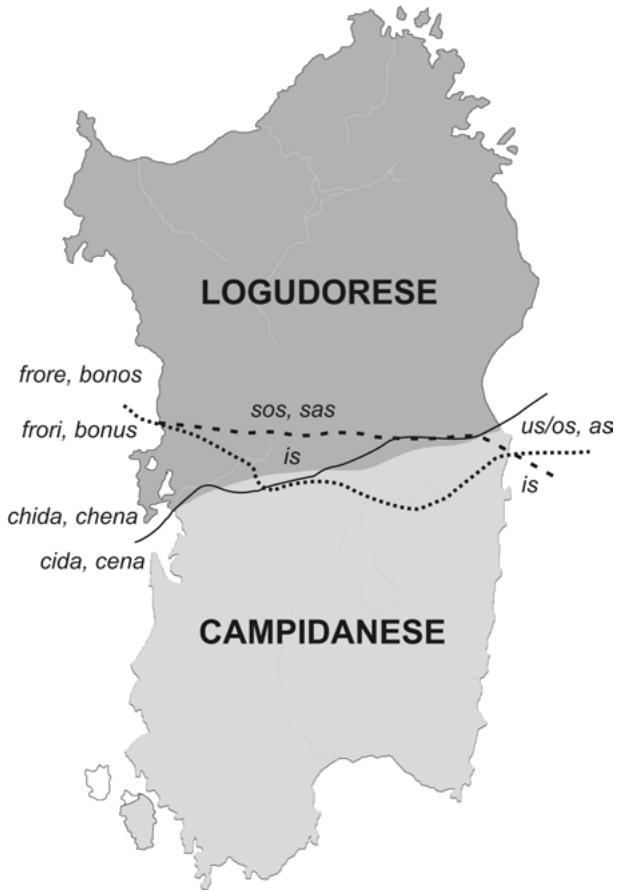 LOGUDORESE
frore, bonos
sos, sas
frori, bonus
us/os, as
is
is
chida, chena
cida, cena
CAMPIDANESE